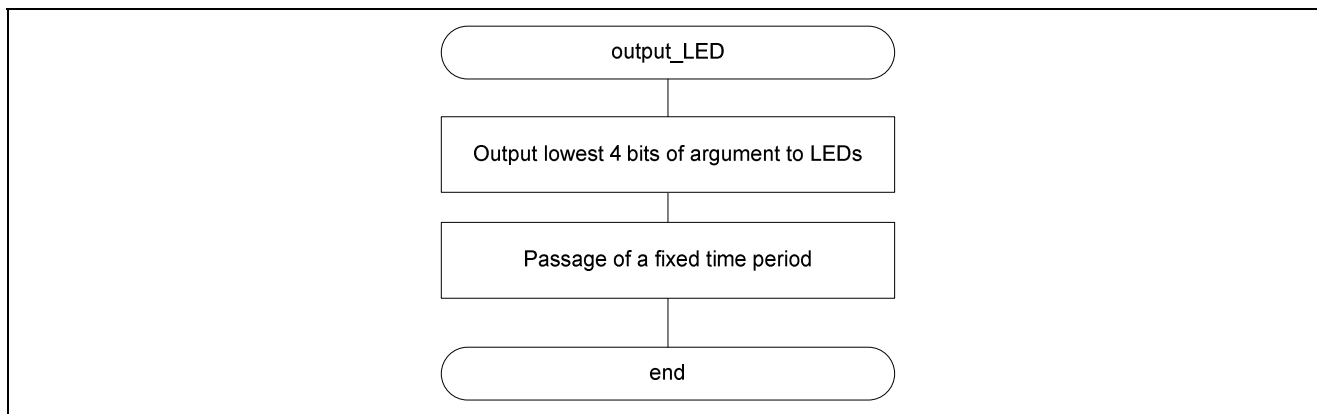 output_LED
Output lowest 4 bits of argument to LEDs
Passage of a fixed time period
end